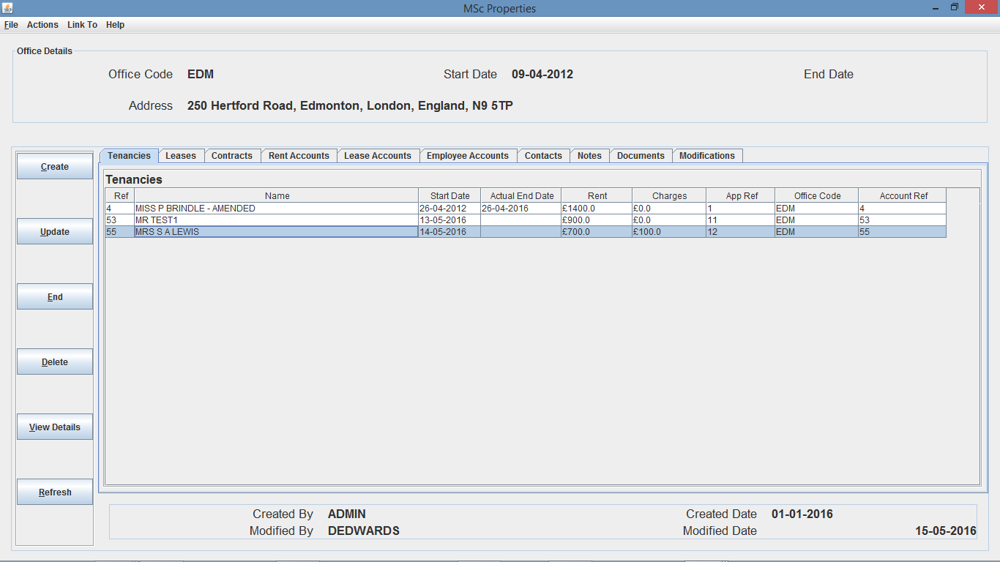 MSc Properties
File Actions Link To Help
Office Details
Office Code EDM Start Date 09-04-2012 End Date
Address 250 Hertford Road, Edmonton, London, England, N9 5TP
Create
Update
End
Delete
View Details
Refresh
Tenancies Leases Contracts Rent Accounts Lease Accounts Employee Accounts Contacts Notes Documents Modifications
Tenancies
Ref Name Start Date Actual End Date Rent Charges App Ref Office Code Account Ref
4 MISS P BRINDLE - AMENDED 26-04-2012 26-04-2016 £1400.0 £0.0 1 EDM 4
53 MR TEST1 13-05-2016 £900.0 £0.0 11 EDM 53
55 MRS S A LEWIS 14-05-2016 £700.0 £100.0 12 EDM 55
Created By ADMIN Created Date 01-01-2016
Modified By DEDWARDS Modified Date 15-05-2016